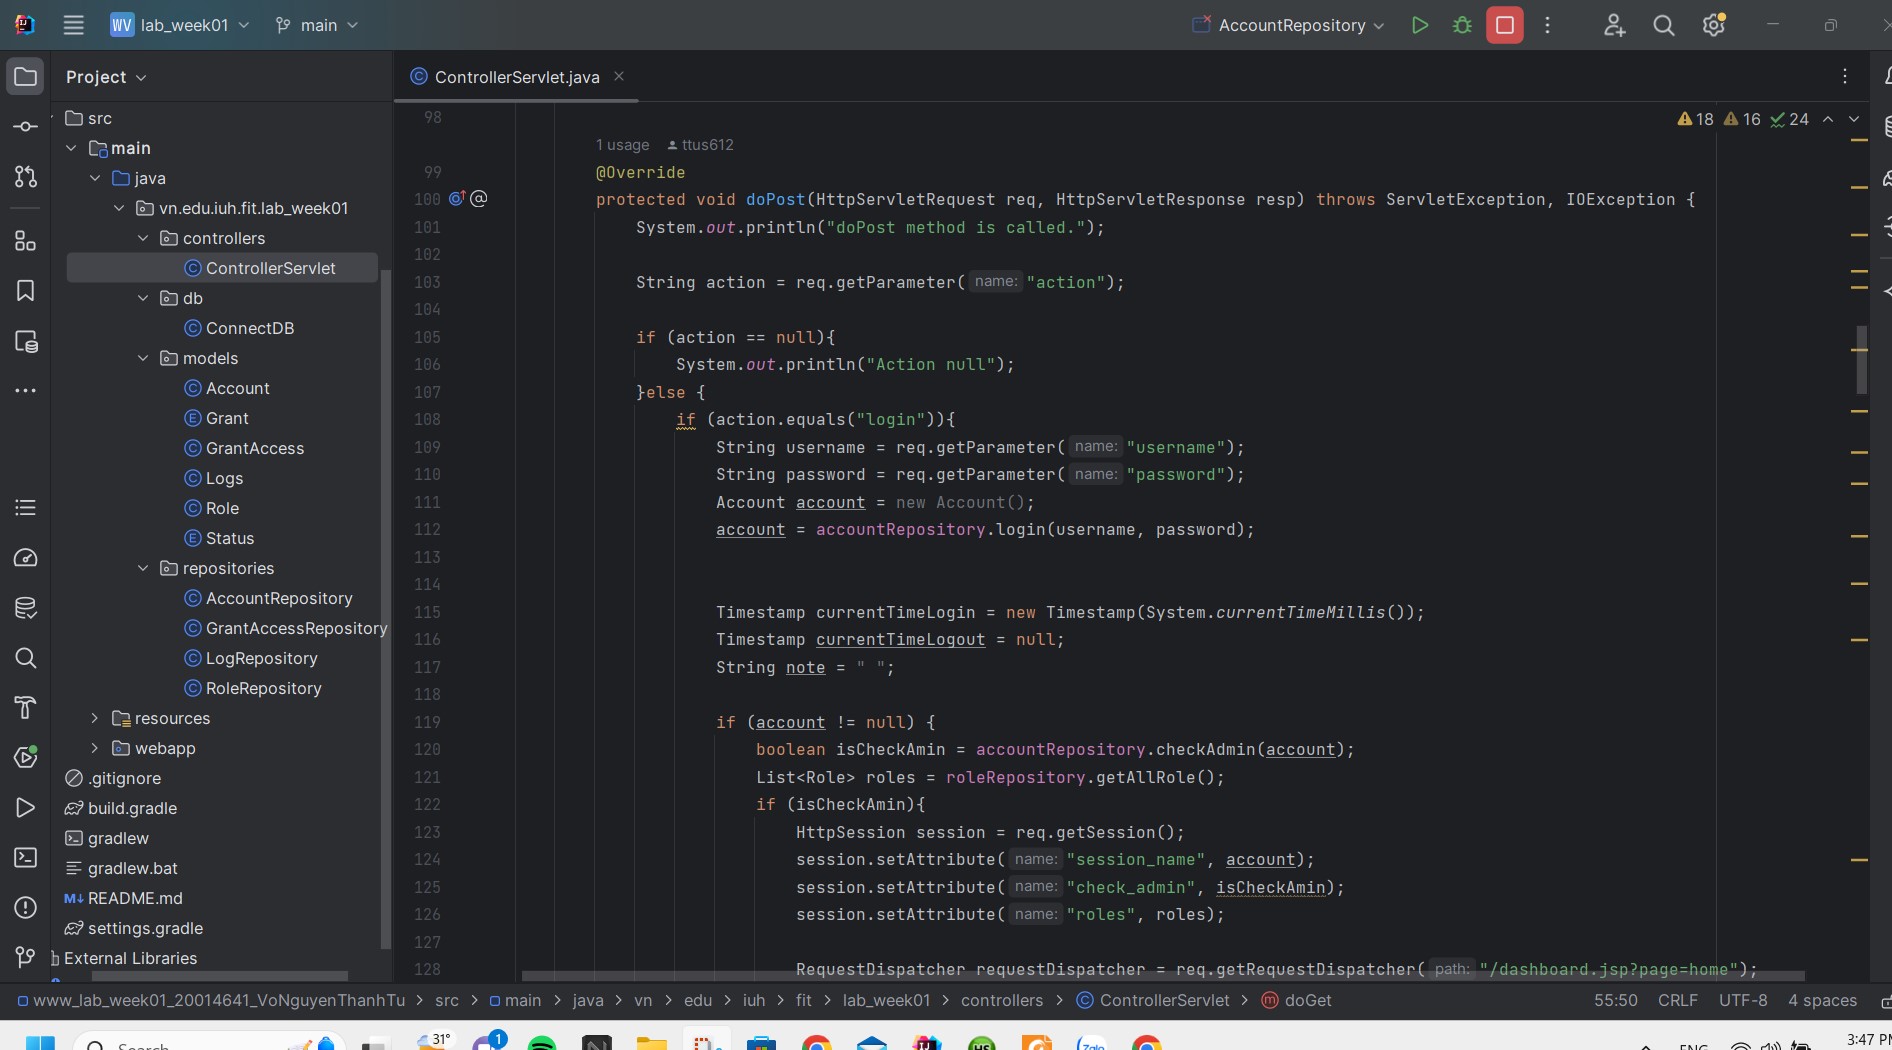 WV lab_week01 main AccountRepository
Project
ControllerServlet.java
src
main
java
vn.edu.iuh.fit.lab_week01
controllers
ControllerServlet
db
ConnectDB
models
Account
Grant
GrantAccess
Logs
Role
Status
repositories
AccountRepository
GrantAccessRepository
LogRepository
RoleRepository
resources
webapp
.gitignore
build.gradle
gradlew
gradlew.bat
README.md
settings.gradle
External Libraries
18 16 24
98
1 usage ttus612
99 @Override
100 protected void doPost(HttpServletRequest req, HttpServletResponse resp) throws ServletException, IOException {
101 System.out.println("doPost method is called.");
102
103 String action = req.getParameter( name: "action");
104
105 if (action == null){
106 System.out.println("Action null");
107 }else {
108 if (action.equals("login")){
109 String username = req.getParameter( name: "username");
110 String password = req.getParameter( name: "password");
111 Account account = new Account();
112 account = accountRepository.login(username, password);
113
114
115 Timestamp currentTimeLogin = new Timestamp(System.currentTimeMillis());
116 Timestamp currentTimeLogout = null;
117 String note = " ";
118
119 if (account != null) {
120 boolean isCheckAmin = accountRepository.checkAdmin(account);
121 List<Role> roles = roleRepository.getAllRole();
122 if (isCheckAmin){
123 HttpSession session = req.getSession();
124 session.setAttribute( name: "session_name", account);
125 session.setAttribute( name: "check_admin", isCheckAmin);
126 session.setAttribute( name: "roles", roles);
127
128 RequestDispatcher requestDispatcher = req.getRequestDispatcher( path: "/dashboard.jsp?page=home");
www_lab_week01_20014641_VoNguyenThanhTu > src > main > java > vn > edu > iuh > fit > lab_week01 > controllers > ControllerServlet > doGet 55:50 CRLF UTF-8 4 spaces
Search 31° 1 Zalo ENG 3:47 PM